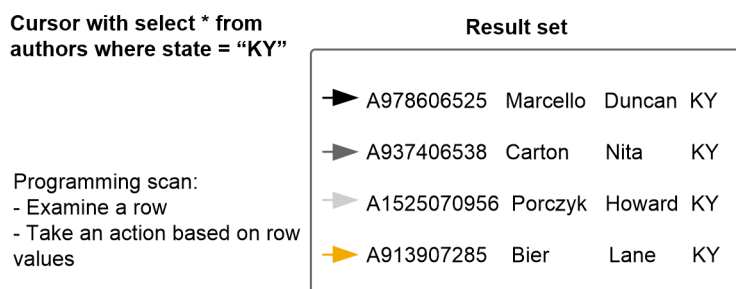 Cursor with select * from
authors where state = “KY”
Result set
A978606525 Marcello Duncan KY
A937406538 Carton Nita KY
A1525070956 Porczyk Howard KY
A913907285 Bier Lane KY
Programming scan:
- Examine a row
- Take an action based on row
values